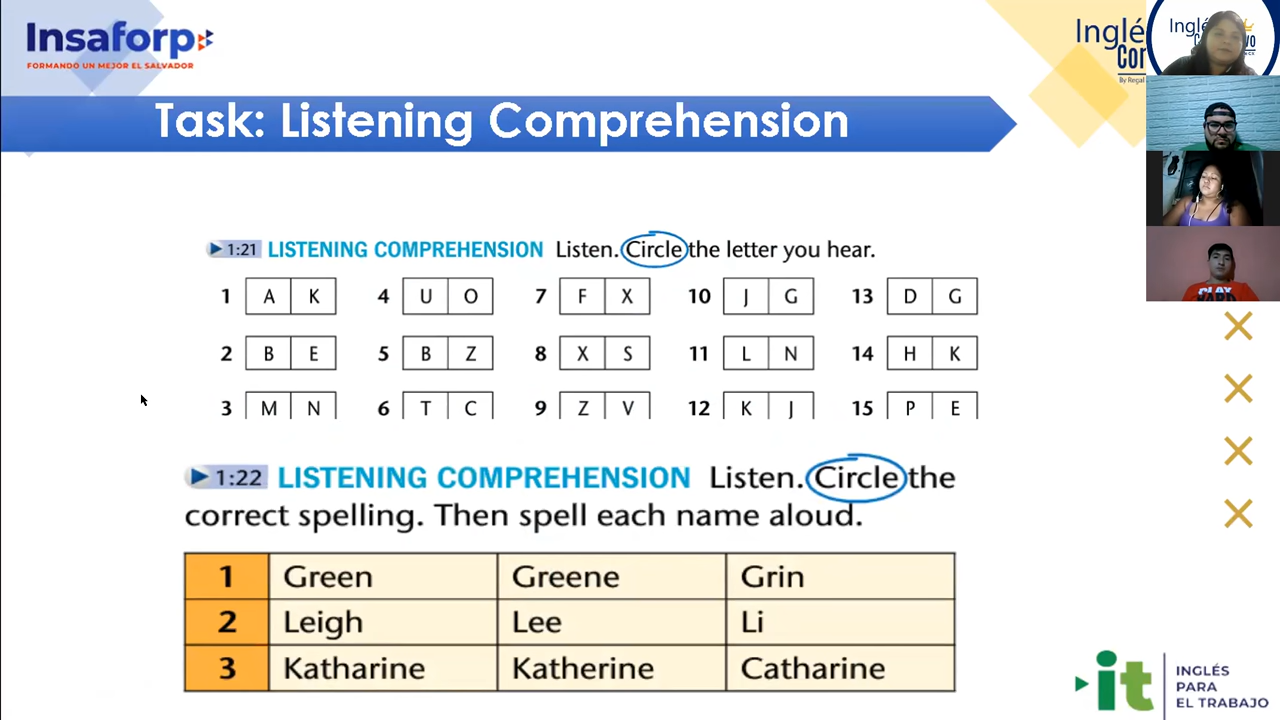 Insaforp
FORMANDO UN MEJOR EL SALVADOR
Task: Listening Comprehension
1:21 LISTENING COMPREHENSION Listen. Circle the letter you hear.
1 A K 4 U O 7 F X 10 J G 13 D G
2 B E 5 B Z 8 X S 11 L N 14 H K
3 M N 6 T C 9 Z V 12 K J 15 P E
1:22 LISTENING COMPREHENSION Listen. Circle the
correct spelling. Then spell each name aloud.
1 Green Greene Grin
2 Leigh Lee Li
3 Katharine Katherine Catharine
it INGLÉS
PARA
EL TRABAJO